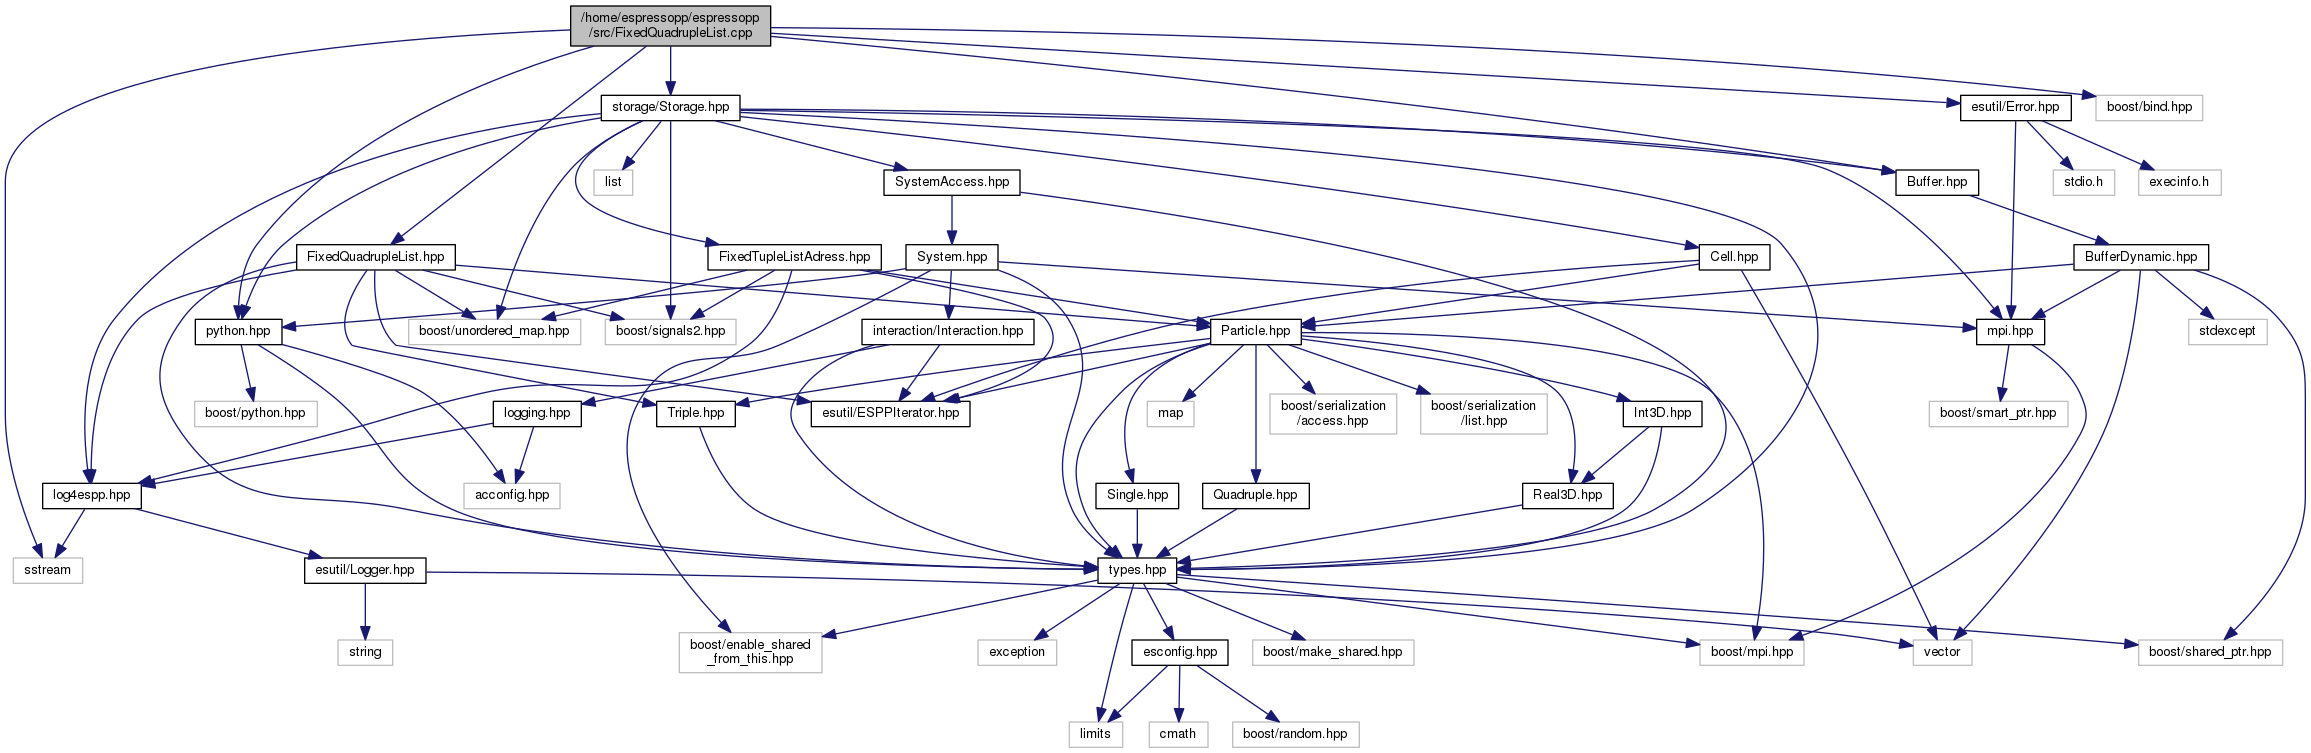 /home/espressopp/espressopp
/src/FixedQuadrupleList.cpp
storage/Storage.hpp
esutil/Error.hpp
boost/bind.hpp
list
SystemAccess.hpp
Buffer.hpp
stdio.h
execinfo.h
FixedQuadrupleList.hpp
FixedTupleListAdress.hpp
System.hpp
Cell.hpp
BufferDynamic.hpp
python.hpp
boost/unordered_map.hpp
boost/signals2.hpp
interaction/Interaction.hpp
Particle.hpp
mpi.hpp
stdexcept
boost/python.hpp
logging.hpp
Triple.hpp
esutil/ESPPIterator.hpp
map
boost/serialization
/access.hpp
boost/serialization
/list.hpp
Int3D.hpp
boost/smart_ptr.hpp
log4espp.hpp
acconfig.hpp
Single.hpp
Quadruple.hpp
Real3D.hpp
sstream
esutil/Logger.hpp
types.hpp
string
boost/enable_shared
_from_this.hpp
exception
esconfig.hpp
boost/make_shared.hpp
boost/mpi.hpp
vector
boost/shared_ptr.hpp
limits
cmath
boost/random.hpp